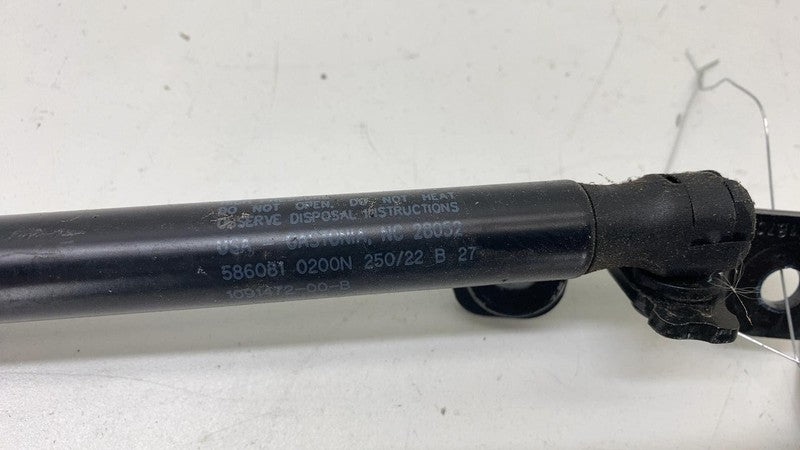 DO NOT OPEN. DO NOT HEAT
OBSERVE DISPOSAL INSTRUCTIONS
USA - GASTONIA, NC 28052
586081 0200N 250/22 B 27
1691472-00-B